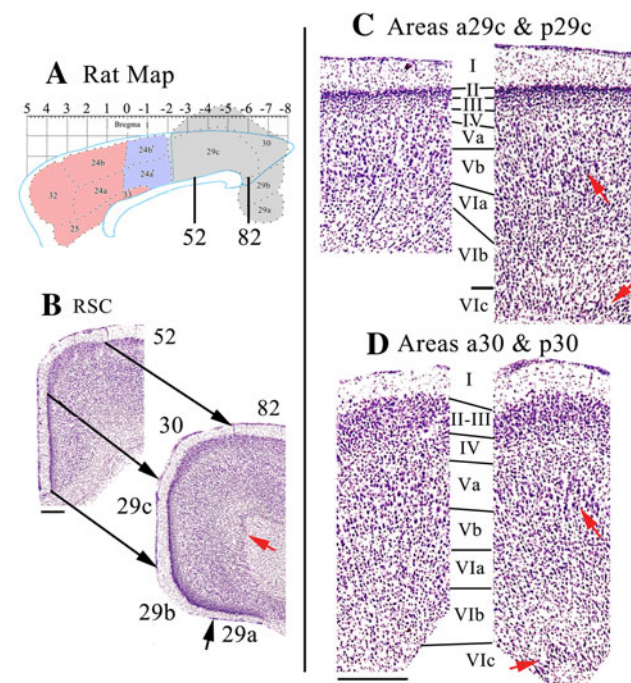 A Rat Map
5 4 3 2 1 0 -1 -2 -3 -4 -5 -6 -7 -8
Bregma
24b
24b'
29c
30
32
24a
24a'
33
29b
25
29a
52 82
B RSC
52
82
30
29c
29b
29a
C Areas a29c & p29c
I
II
III
IV
Va
Vb
VIa
VIb
VIc
D Areas a30 & p30
I
II-III
IV
Va
Vb
VIa
VIb
VIc